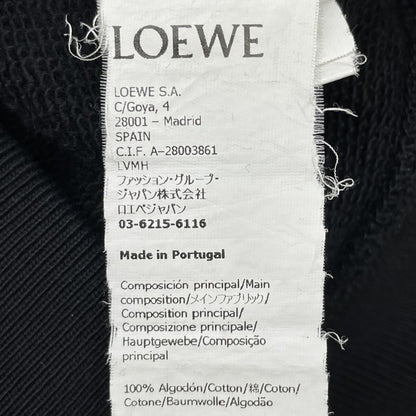 LOEWE
LOEWE S.A.
C/Goya, 4
28001 – Madrid
SPAIN
C.I.F. A-28003861
LVMH
ファッション・グループ・
ジャパン株式会社
ロエベジャパン
03-6215-6116
Made in Portugal
Composición principal/Main
composition/メインファブリック/
Composition principal/
Composizione principale/
Hauptgewebe/Composição
principal
100% Algodón/Cotton/綿/Coton/
Cotone/Baumwolle/Algodão